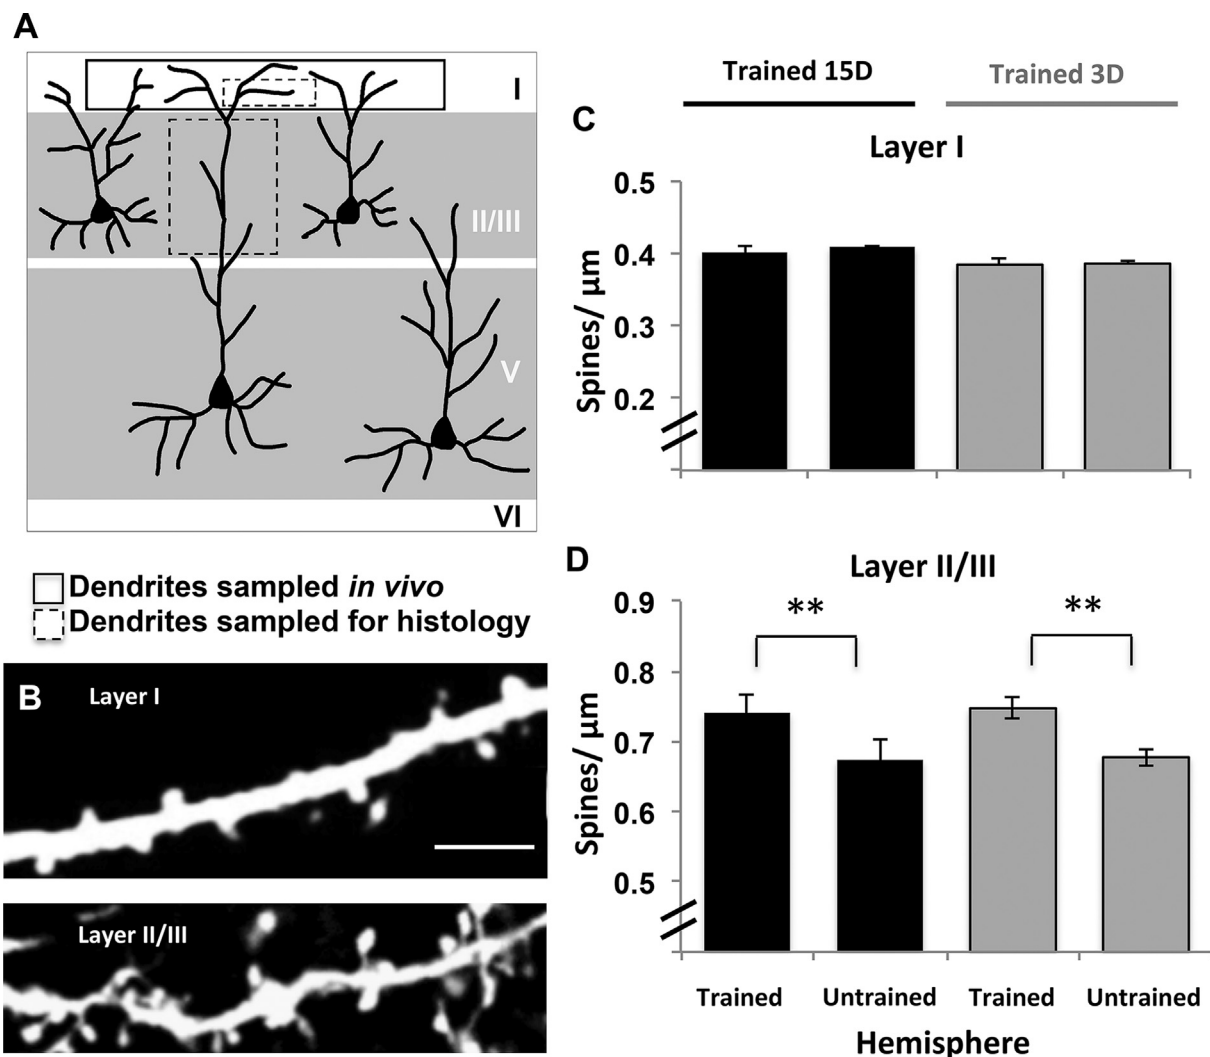 A
I
II/III
V
VI
Dendrites sampled in vivo
Dendrites sampled for histology
B
Layer I
Layer II/III
Trained 15D
Trained 3D
C
Layer I
0.5
0.4
0.3
0.2
Spines/ μm
D
Layer II/III
0.9
0.8
0.7
0.6
0.5
Spines/ μm
**
**
Trained Untrained Trained Untrained
Hemisphere